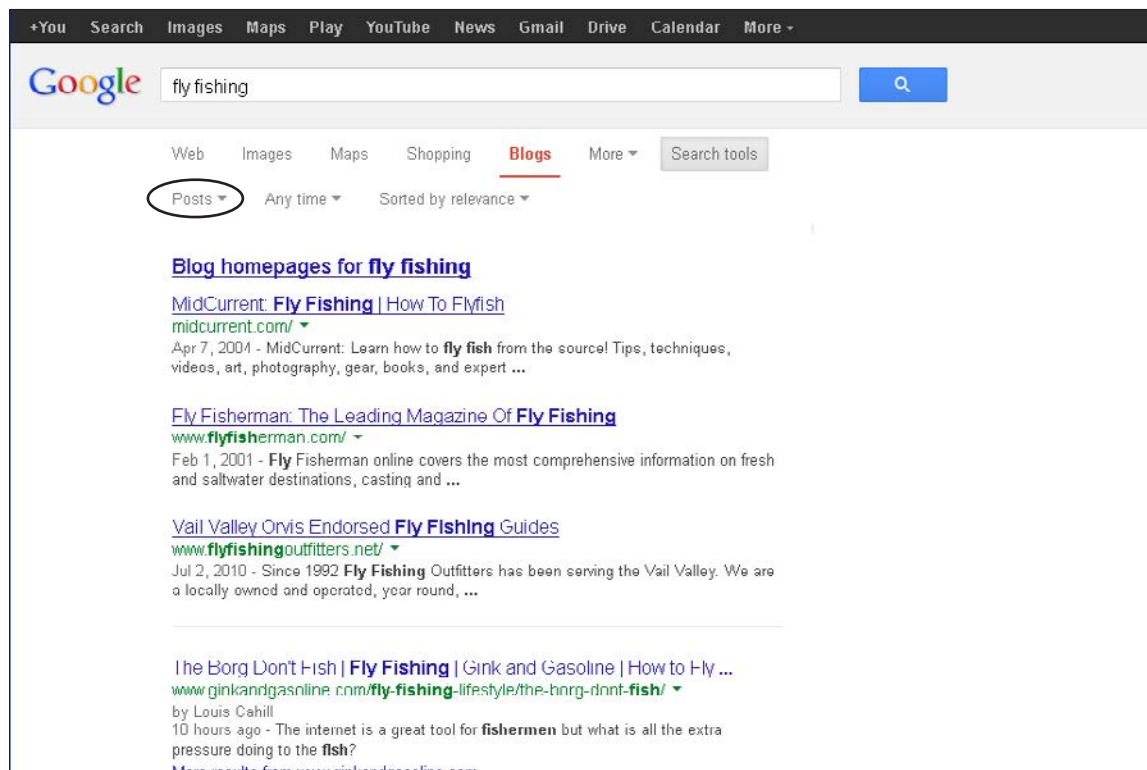 +You Search Images Maps Play YouTube News Gmail Drive Calendar More
Google fly fishing
Web Images Maps Shopping Blogs More Search tools
Posts Any time Sorted by relevance
Blog homepages for fly fishing
MidCurrent: Fly Fishing | How To Flyfish
midcurrent.com/
Apr 7, 2004 - MidCurrent: Learn how to fly fish from the source! Tips, techniques,
videos, art, photography, gear, books, and expert ...
Fly Fisherman: The Leading Magazine Of Fly Fishing
www.flyfisherman.com/
Feb 1, 2001 - Fly Fisherman online covers the most comprehensive information on fresh
and saltwater destinations, casting and ...
Vail Valley Orvis Endorsed Fly Fishing Guides
www.flyfishingoutfitters.net/
Jul 2, 2010 - Since 1992 Fly Fishing Outfitters has been serving the Vail Valley. We are
a locally owned and operated, year round, ...
The Borg Don't Fish | Fly Fishing | Gink and Gasoline | How to Fly ...
www.ginkandgasoline.com/fly-fishing-lifestyle/the-borg-dont-fish/
by Louis Cahill
10 hours ago - The internet is a great tool for fishermen but what is all the extra
pressure doing to the fish?
More results from www.ginkandgasoline.com